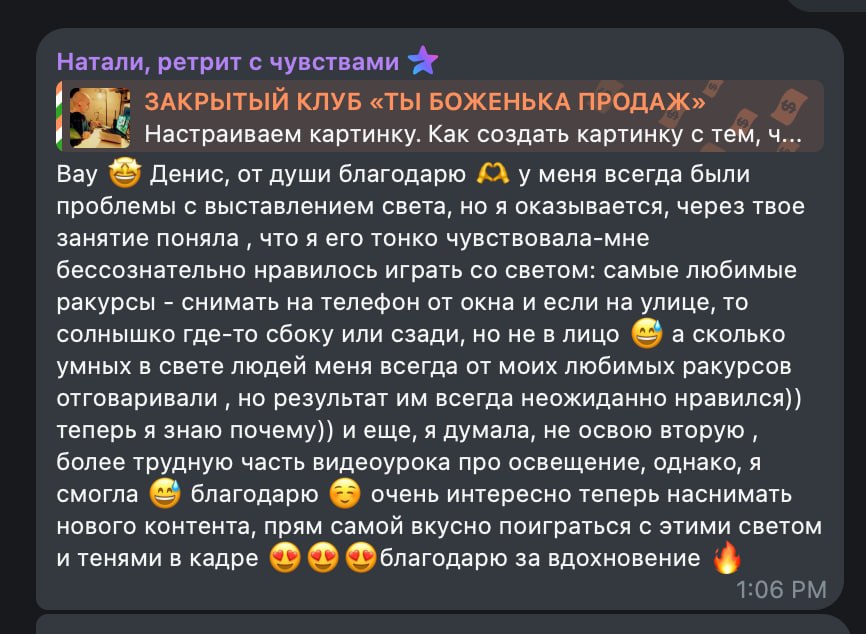 Натали, ретрит с чувствами
ЗАКРЫТЫЙ КЛУБ «ТЫ БОЖЕНЬКА ПРОДАЖ»
Настраиваем картинку. Как создать картинку с тем, ч...
Вау 🤩 Денис, от души благодарю 🫶 у меня всегда были
проблемы с выставлением света, но я оказывается, через твое
занятие поняла , что я его тонко чувствовала-мне
бессознательно нравилось играть со светом: самые любимые
ракурсы - снимать на телефон от окна и если на улице, то
солнышко где-то сбоку или сзади, но не в лицо 😅 а сколько
умных в свете людей меня всегда от моих любимых ракурсов
отговаривали , но результат им всегда неожиданно нравился))
теперь я знаю почему)) и еще, я думала, не освою вторую ,
более трудную часть видеоурока про освещение, однако, я
смогла 😅 благодарю ☺️ очень интересно теперь наснимать
нового контента, прям самой вкусно поиграться с этими светом
и тенями в кадре 😍😍😍благодарю за вдохновение 🔥
1:06 PM